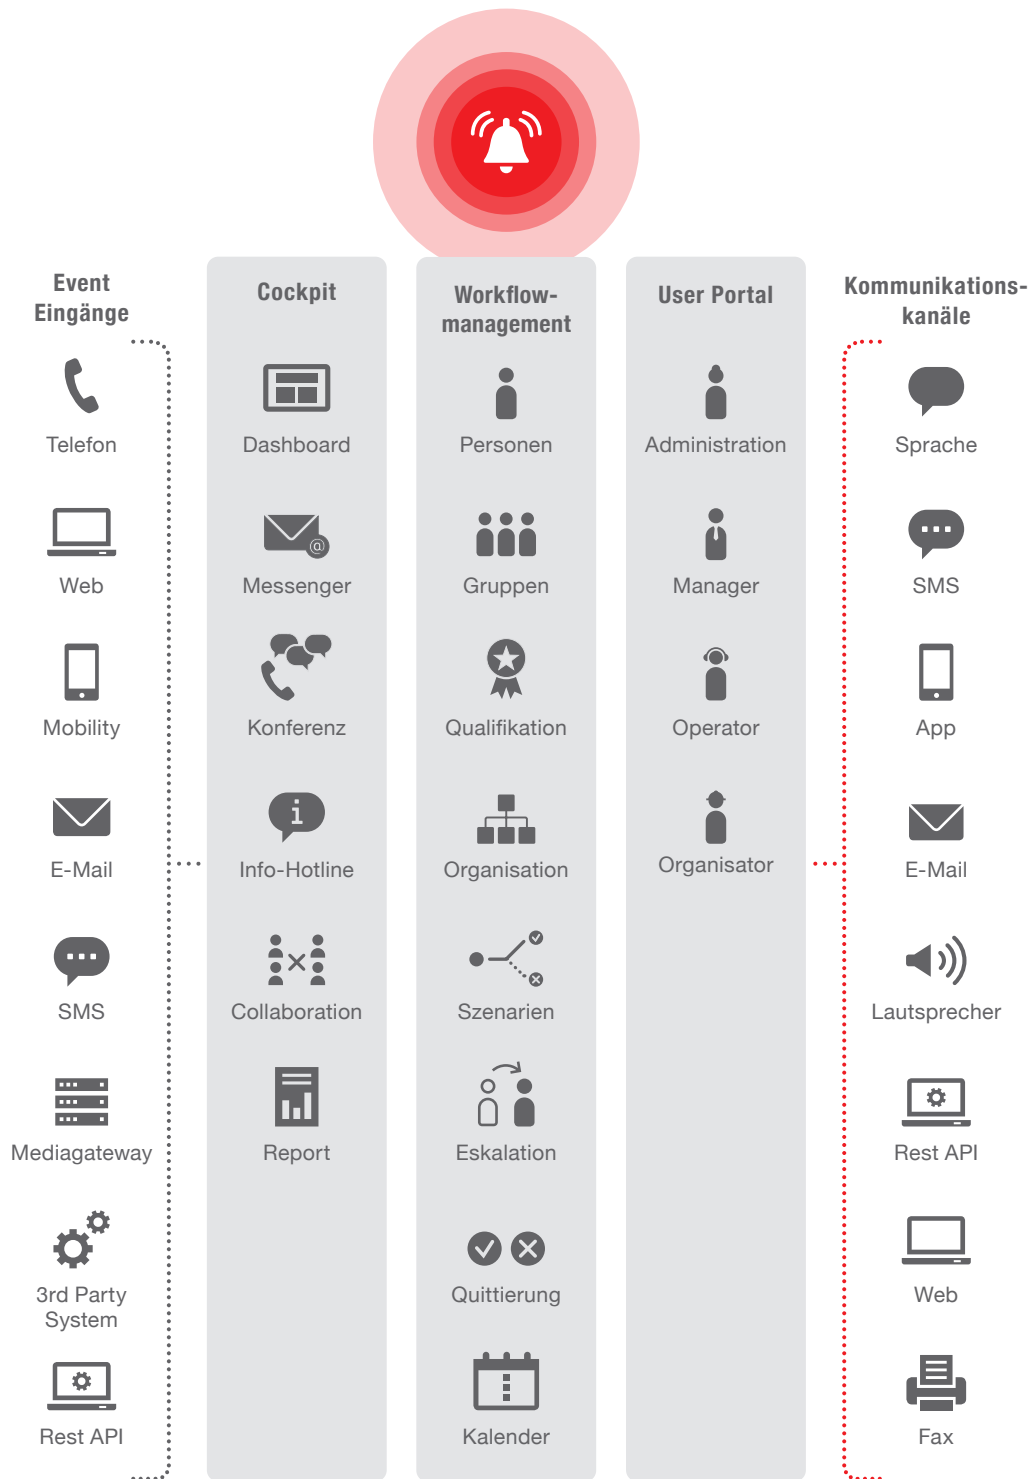 Event
Eingänge
Telefon
Web
Mobility
E-Mail
SMS
Mediagateway
3rd Party
System
Rest API
Cockpit
Dashboard
@
Messenger
Konferenz
i
Info-Hotline
Collaboration
Report
Workflow-
management
Personen
Gruppen
Qualifikation
Organisation
Szenarien
Eskalation
Quittierung
Kalender
User Portal
Administration
Manager
Operator
Organisator
Kommunikations-
kanäle
Sprache
SMS
App
E-Mail
Lautsprecher
Rest API
Web
Fax